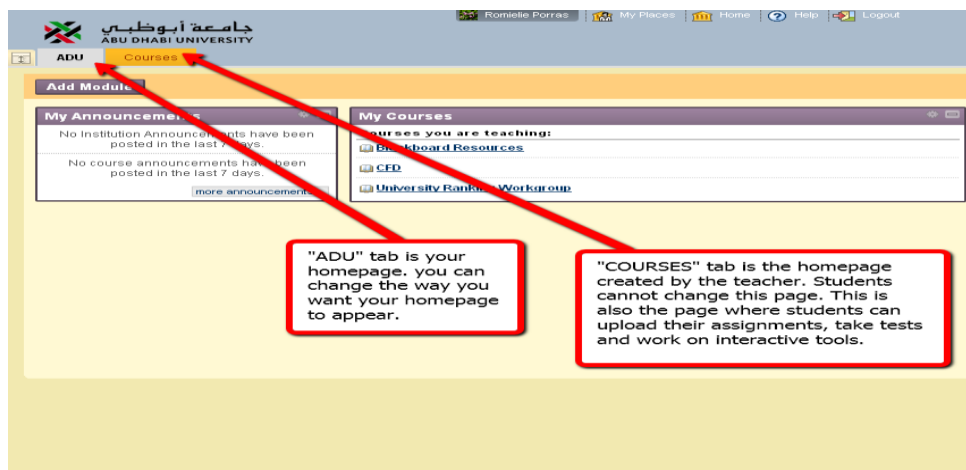 Romielie Porras My Places Home Help Logout
جامعة أبوظبي
ABU DHABI UNIVERSITY
ADU Courses
Add Module
My Announcements
No Institution Announcements have been
posted in the last 7 days.
No course announcements have been
posted in the last 7 days.
more announcements
My Courses
Courses you are teaching:
Blackboard Resources
CFD
University Ranking Workgroup
"ADU" tab is your
homepage. you can
change the way you
want your homepage
to appear.
"COURSES" tab is the homepage
created by the teacher. Students
cannot change this page. This is
also the page where students can
upload their assignments, take tests
and work on interactive tools.